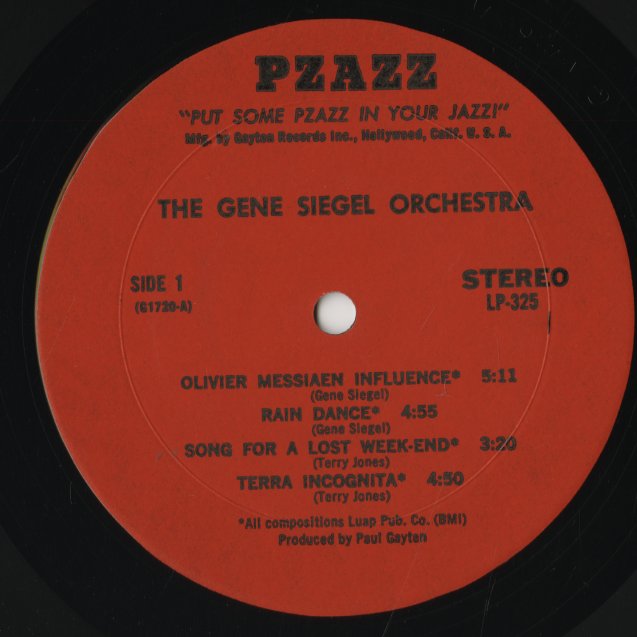 PZAZZ
"PUT SOME PZAZZ IN YOUR JAZZ!"
Mfg. by Gayten Records Inc., Hollywood, Calif. U. S. A.
THE GENE SIEGEL ORCHESTRA
SIDE 1
(61720-A)
STEREO
LP-325
OLIVIER MESSIAEN INFLUENCE* 5:11
(Gene Siegel)
RAIN DANCE* 4:55
(Gene Siegel)
SONG FOR A LOST WEEK-END* 3:20
(Terry Jones)
TERRA INCOGNITA* 4:50
(Terry Jones)
*All compositions Luap Pub. Co. (BMI)
Produced by Paul Gayten